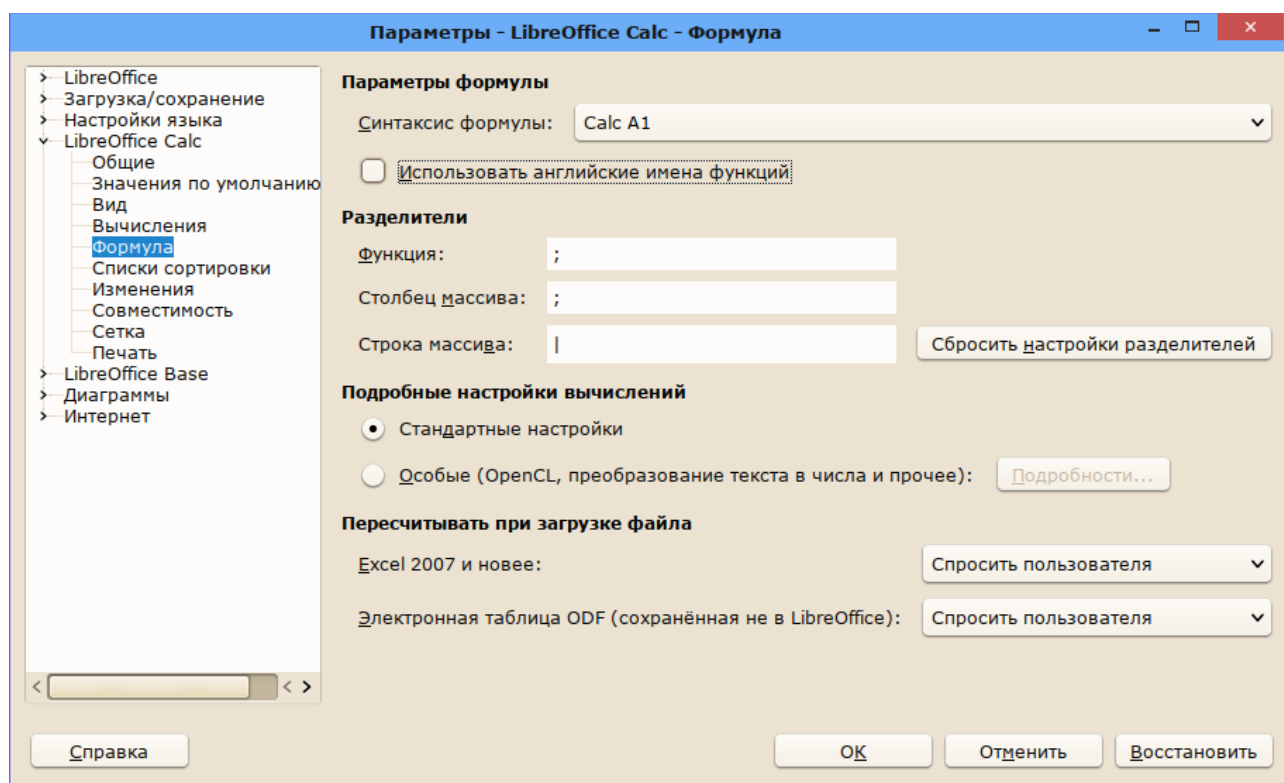 Параметры - LibreOffice Calc - Формула
LibreOffice
Загрузка/сохранение
Настройки языка
LibreOffice Calc
Общие
Значения по умолчанию
Вид
Вычисления
Формула
Списки сортировки
Изменения
Совместимость
Сетка
Печать
LibreOffice Base
Диаграммы
Интернет
Параметры формулы
Синтаксис формулы: Calc A1
Использовать английские имена функций
Разделители
Функция: ;
Столбец массива: ;
Строка массива: | Сбросить настройки разделителей
Подробные настройки вычислений
Стандартные настройки
Особые (OpenCL, преобразование текста в числа и прочее): Подробности...
Пересчитывать при загрузке файла
Excel 2007 и новее: Спросить пользователя
Электронная таблица ODF (сохранённая не в LibreOffice): Спросить пользователя
Справка ОК Отменить Восстановить